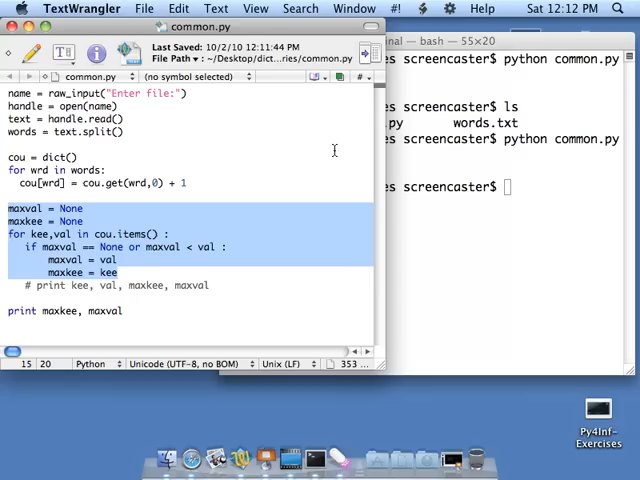 TextWrangler File Edit Text View Search Window #! Help Sat 12:12 PM
common.py
Last Saved: 10/2/10 12:11:44 PM
File Path: ~/Desktop/dict...ries/common.py
common.py (no symbol selected) #
name = raw_input("Enter file:")
handle = open(name)
text = handle.read()
words = text.split()
cou = dict()
for wrd in words:
cou[wrd] = cou.get(wrd,0) + 1
maxval = None
maxkee = None
for kee,val in cou.items() :
if maxval == None or maxval < val :
maxval = val
maxkee = kee
# print kee, val, maxkee, maxval
print maxkee, maxval
15 20 Python Unicode (UTF-8, no BOM) Unix (LF) 353
inal — bash — 55×20
es screencaster$ python common.py
es screencaster$ ls
.py words.txt
es screencaster$ python common.py
es screencaster$
Py4Inf-
Exercises